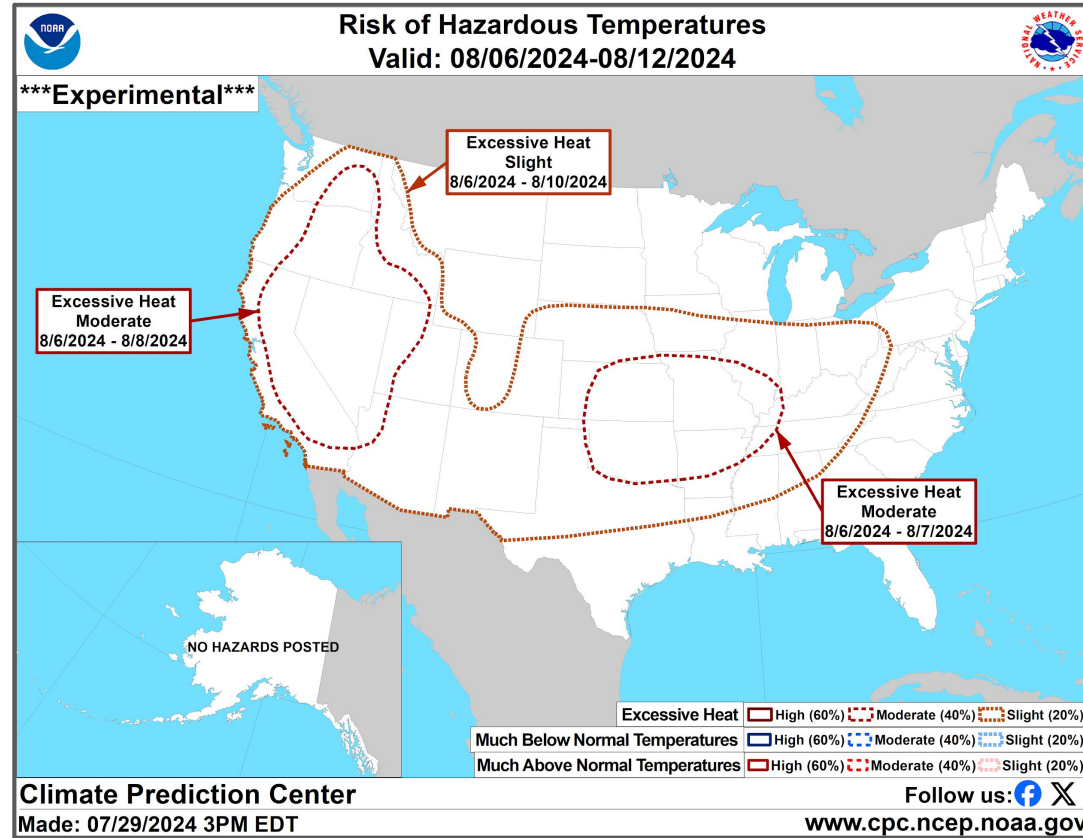 NOAA
Risk of Hazardous Temperatures
Valid: 08/06/2024-08/12/2024
NATIONAL WEATHER SERVICE
***Experimental***
Excessive Heat
Slight
8/6/2024 - 8/10/2024
Excessive Heat
Moderate
8/6/2024 - 8/8/2024
Excessive Heat
Moderate
8/6/2024 - 8/7/2024
NO HAZARDS POSTED
Excessive Heat High (60%) Moderate (40%) Slight (20%)
Much Below Normal Temperatures High (60%) Moderate (40%) Slight (20%)
Much Above Normal Temperatures High (60%) Moderate (40%) Slight (20%)
Climate Prediction Center
Follow us:
Made: 07/29/2024 3PM EDT
www.cpc.ncep.noaa.gov